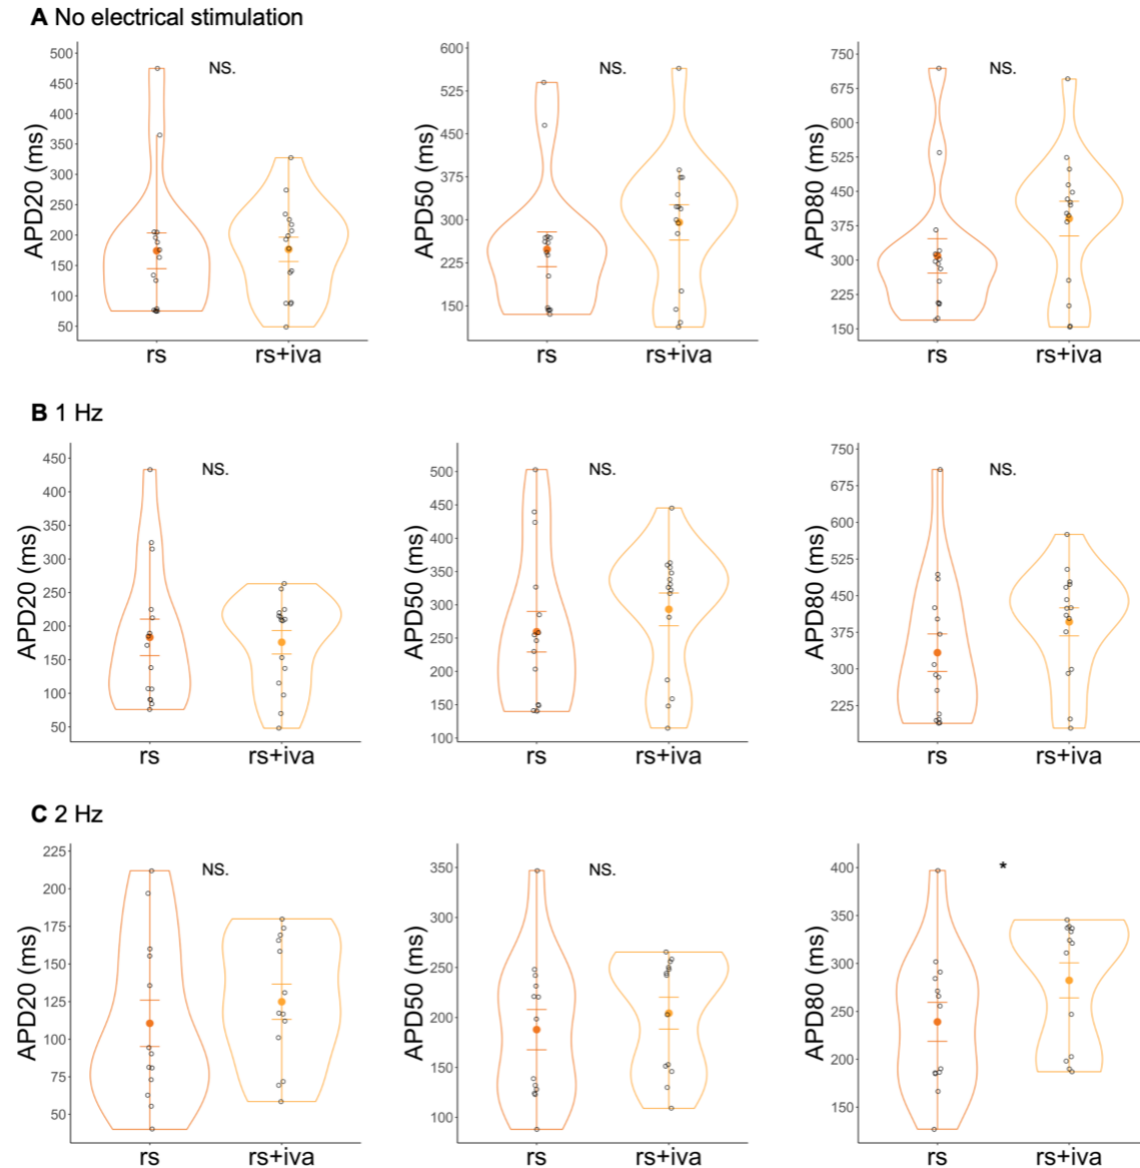 A No electrical stimulation
APD20 (ms)
500
450
400
350
300
250
200
150
100
50
NS.
rs
rs+iva
APD50 (ms)
600
525
450
375
300
225
150
NS.
rs
rs+iva
APD80 (ms)
750
675
600
525
450
375
300
225
150
NS.
rs
rs+iva
B 1 Hz
APD20 (ms)
450
400
350
300
250
200
150
100
50
NS.
rs
rs+iva
APD50 (ms)
500
450
400
350
300
250
200
150
100
NS.
rs
rs+iva
APD80 (ms)
750
675
600
525
450
375
300
225
NS.
rs
rs+iva
C 2 Hz
APD20 (ms)
225
200
175
150
125
100
75
50
NS.
rs
rs+iva
APD50 (ms)
350
300
250
200
150
100
NS.
rs
rs+iva
APD80 (ms)
400
350
300
250
200
150
*
rs
rs+iva